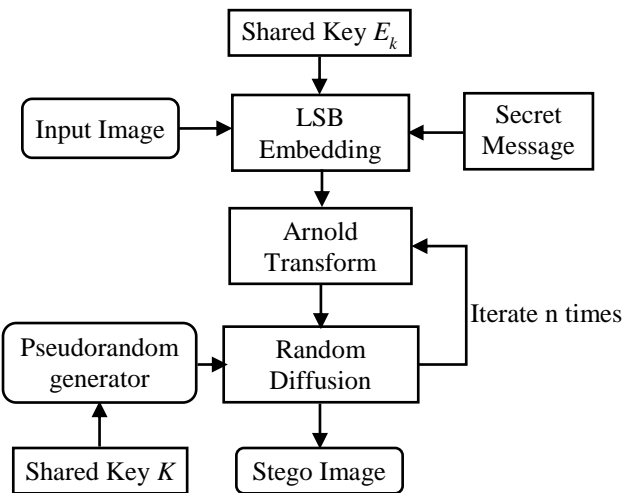 Shared Key E_k
Input Image
LSB
Embedding
Secret
Message
Arnold
Transform
Iterate n times
Pseudorandom
generator
Random
Diffusion
Shared Key K
Stego Image